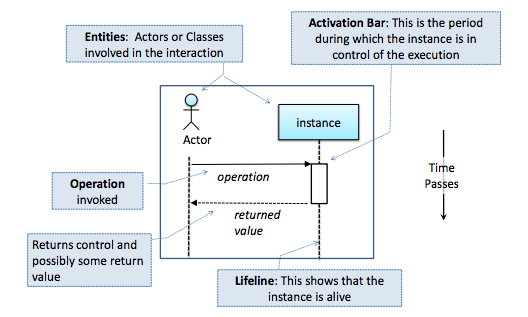 Entities:  Actors or Classes
involved in the interaction
Activation Bar: This is the period
during which the instance is in
control of the execution
Actor
instance
operation
Operation
invoked
returned
value
Returns control and
possibly some return
value
Lifeline: This shows that the
instance is alive
Time
Passes